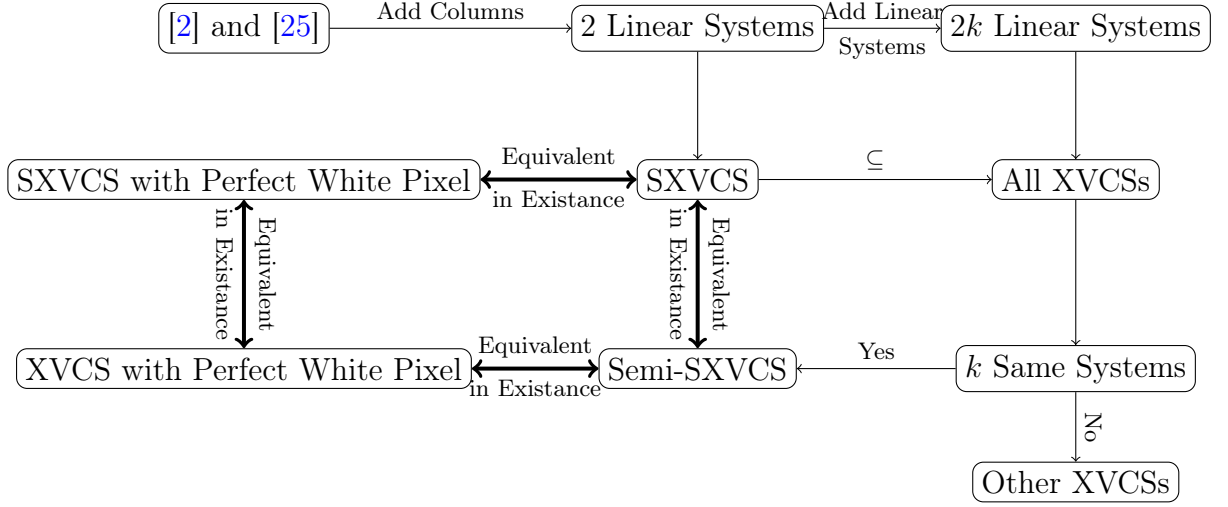 [2] and [25]
Add Columns
2 Linear Systems
Add Linear
Systems
2k Linear Systems
SXVCS with Perfect White Pixel
Equivalent
in Existance
SXVCS
⊆
All XVCSs
Equivalent
in Existance
Equivalent
in Existance
XVCS with Perfect White Pixel
Equivalent
in Existance
Semi-SXVCS
Yes
k Same Systems
No
Other XVCSs